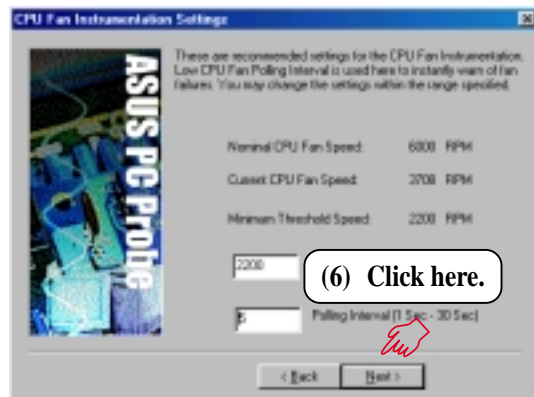 CPU Fan Instrumentation Settings
ASUS PC Probe
These are recommended settings for the CPU Fan Instrumentation.
Low CPU Fan Polling Interval is used here to instantly warn of fan
failures. You may change the settings within the range specified.
Nominal CPU Fan Speed: 6000 RPM
Current CPU Fan Speed: 3708 RPM
Minimum Threshold Speed: 2200 RPM
2200
(6) Click here.
5 Polling Interval (1 Sec - 30 Sec)
< Back Next >